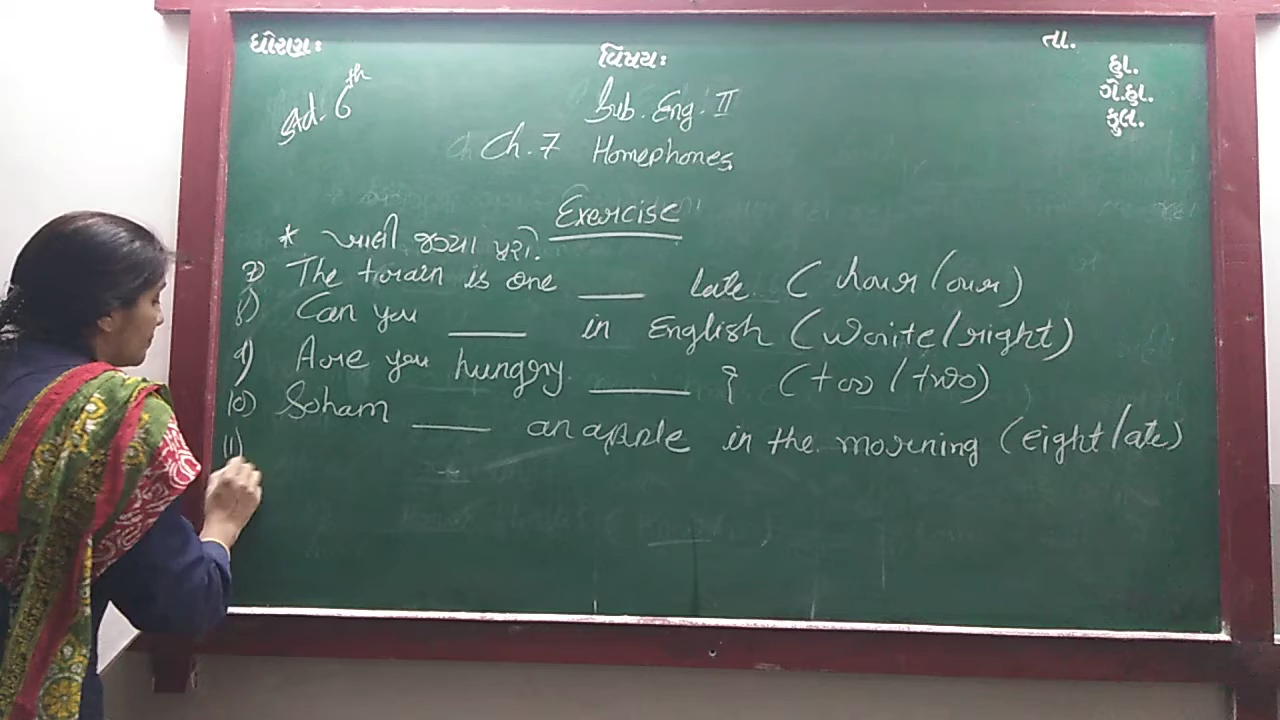 ધોરણ:
વિષય:
તા.
હા.
ગે.હા.
કુલ.
Std. 6th
Sub. Eng. II
Ch. 7 Homephones
Exercise
* ખાલી જગ્યા પુરો.
7) The train is one ___ late. (hour/our)
8) Can you ___ in English (write/right)
9) Are you hungry ___ ? (too/two)
10) Soham ___ an apple in the morning (eight/ate)
11)